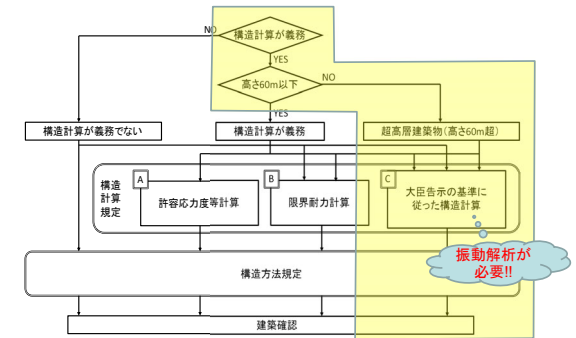 構造計算が義務
NO
YES
高さ60m以下
NO
YES
構造計算が義務でない
構造計算が義務
超高層建築物(高さ60m超)
構造
計算
規定
A
許容応力度等計算
B
限界耐力計算
C
大臣告示の基準に
従った構造計算
振動解析が
必要!!
構造方法規定
建築確認